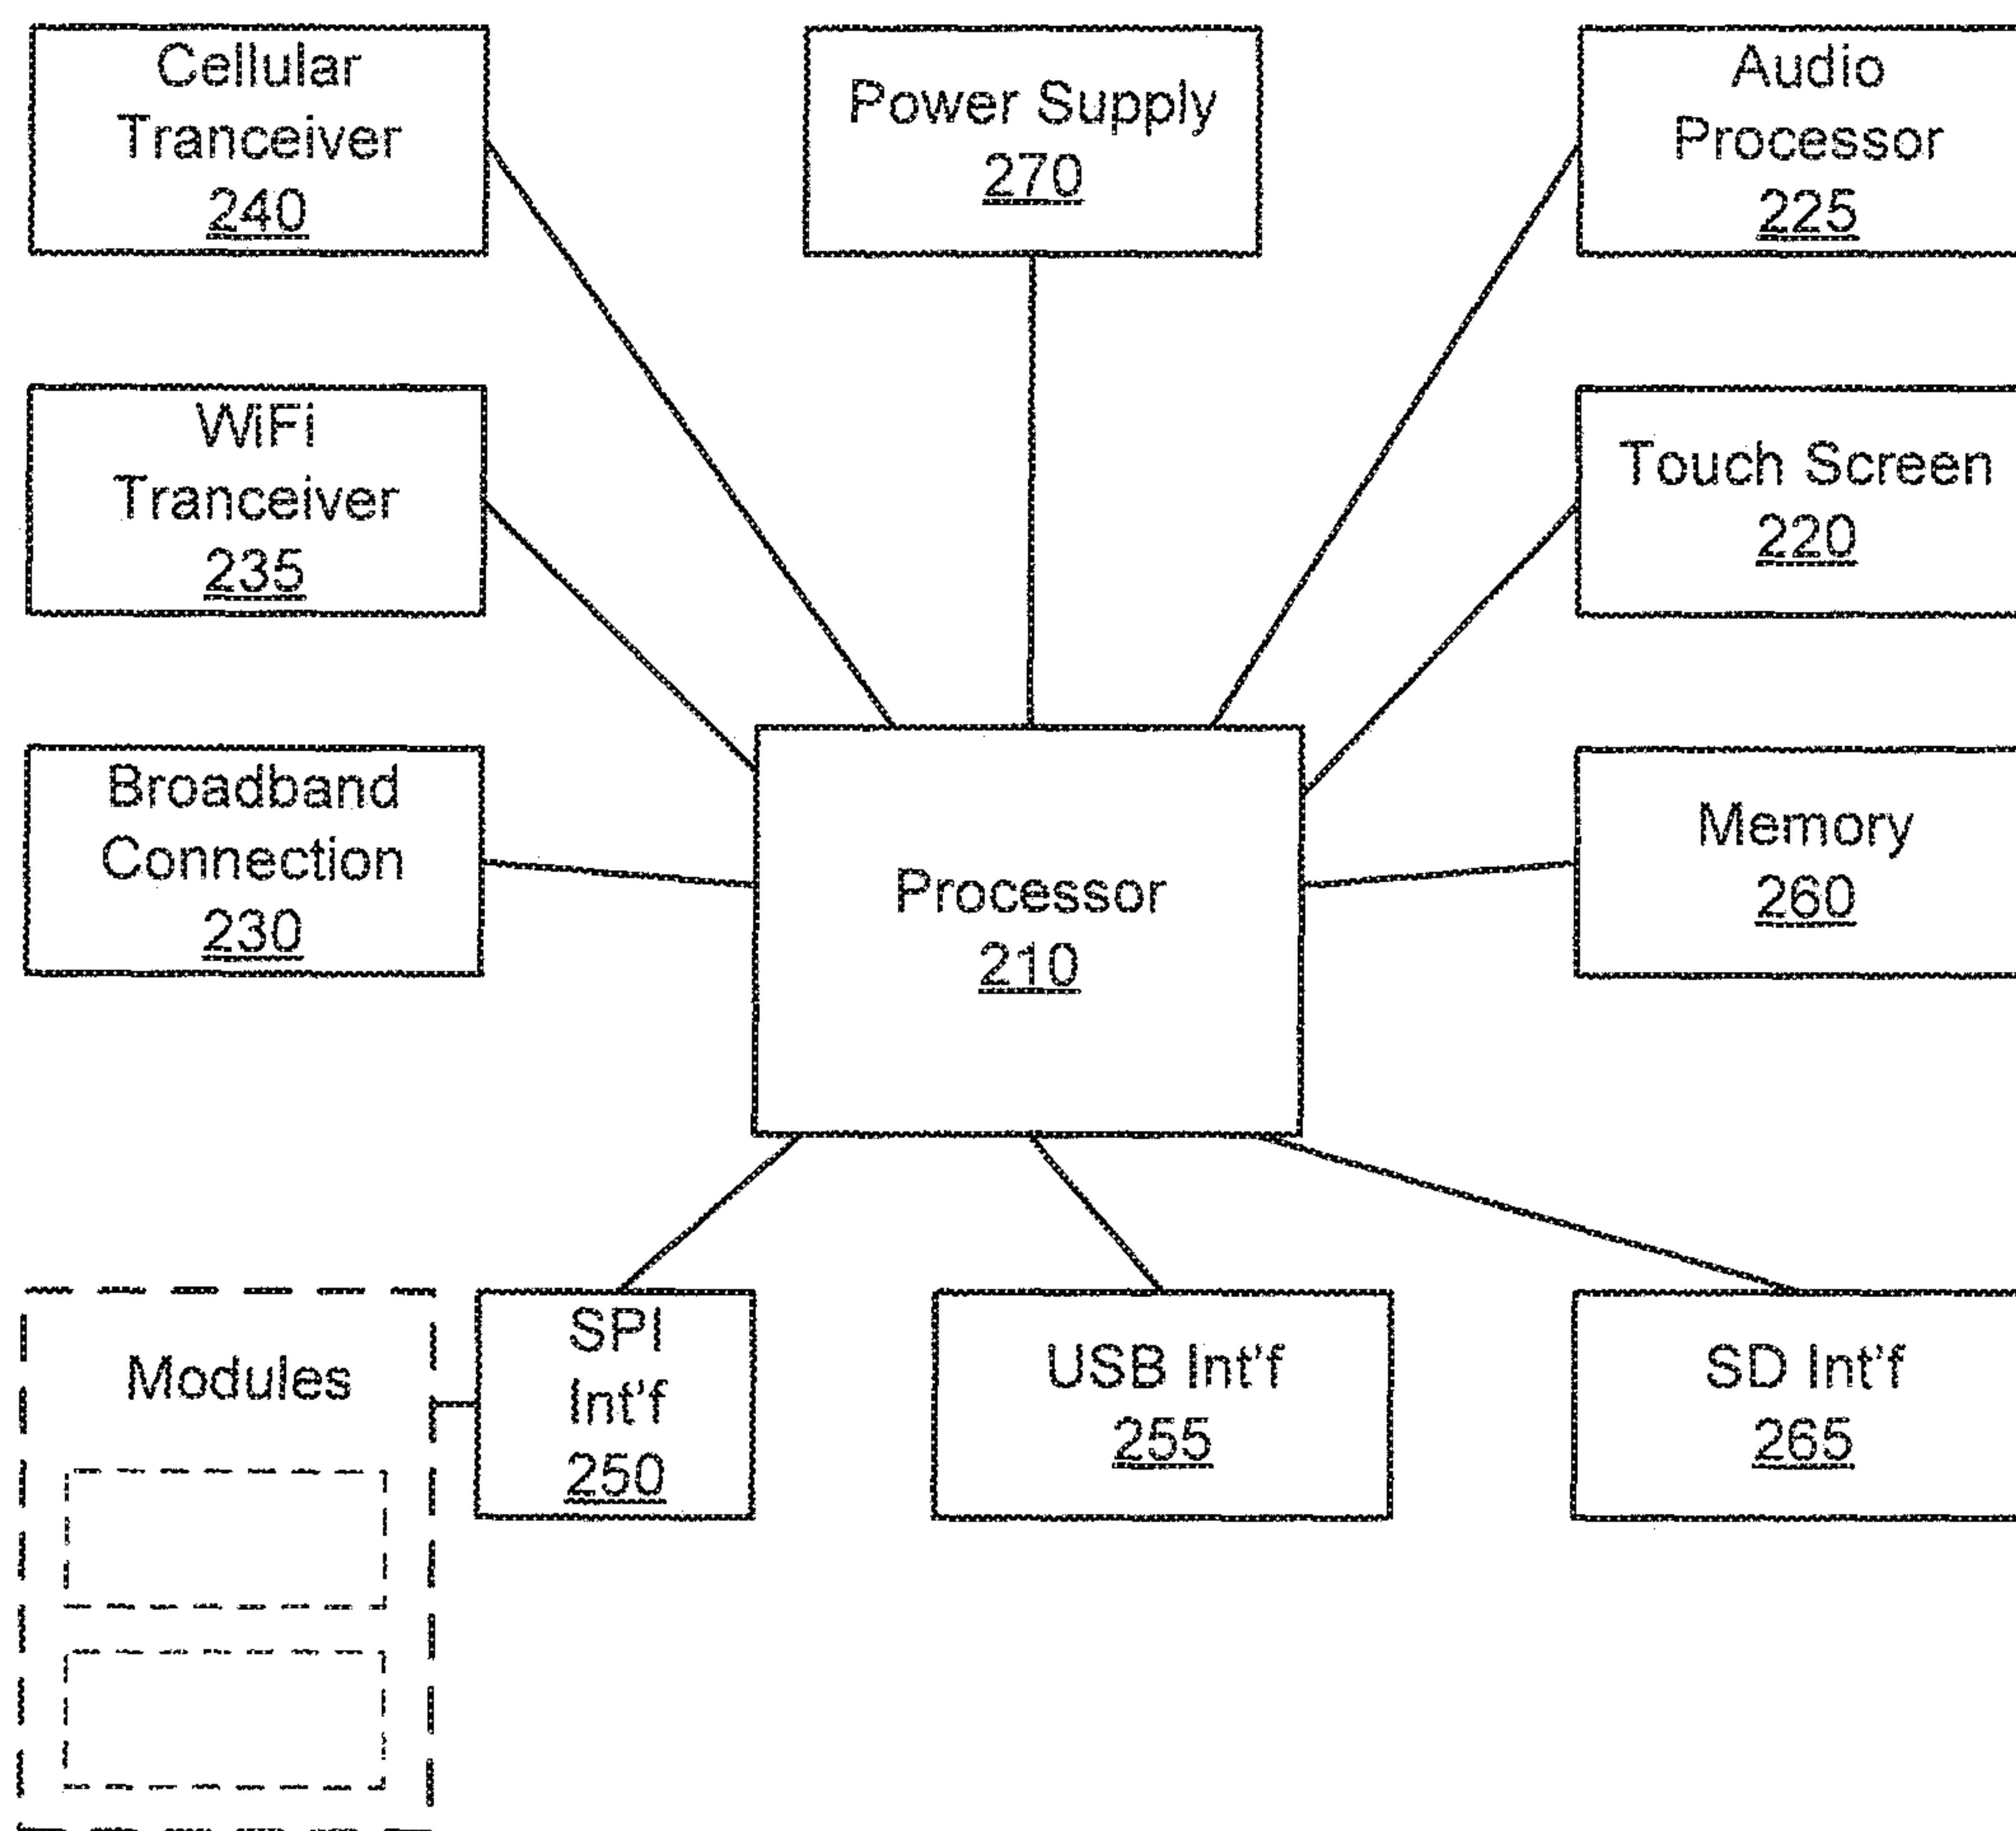 Cellular
Tranceiver
240
Power Supply
270
Audio
Processor
225
WiFi
Tranceiver
235
Touch Screen
220
Broadband
Connection
230
Processor
210
Memory
260
Modules
SPI
Int'f
250
USB Int'f
255
SD Int'f
265